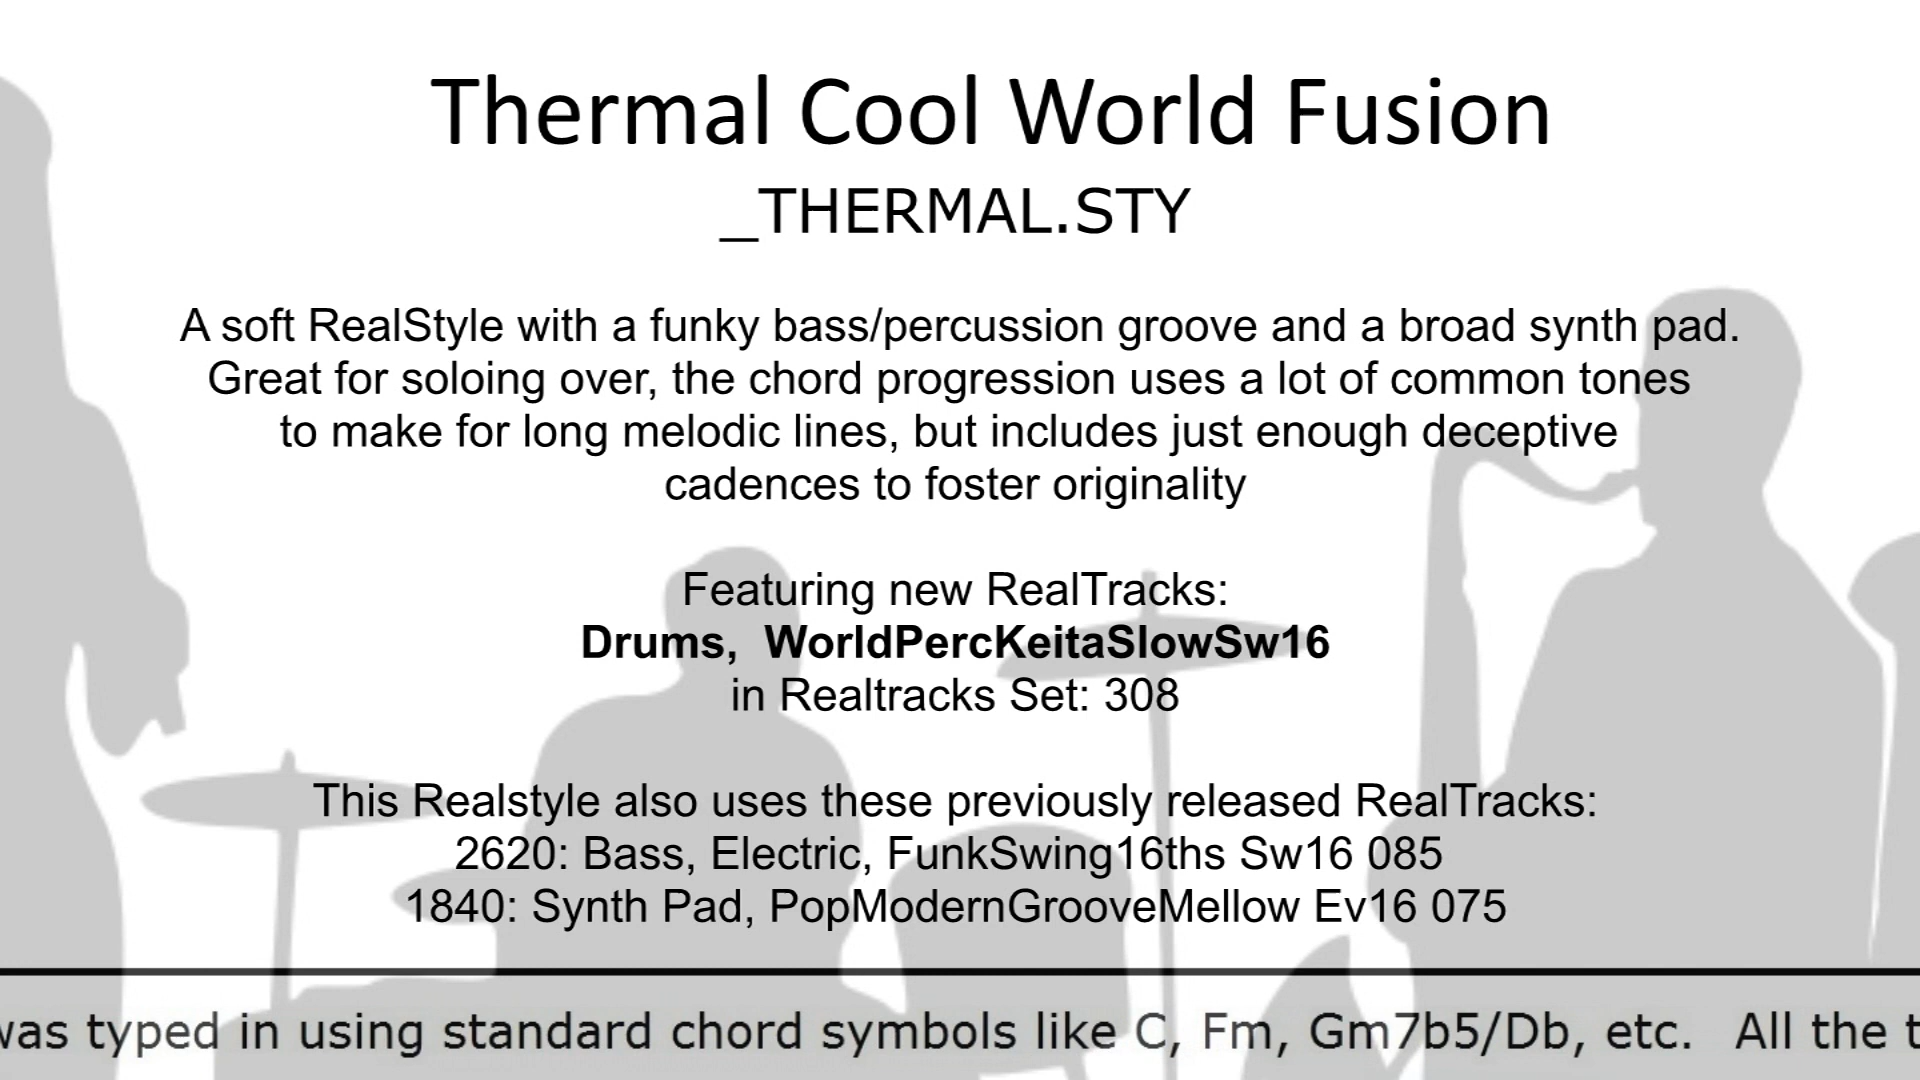 Thermal Cool World Fusion
_THERMAL.STY
A soft RealStyle with a funky bass/percussion groove and a broad synth pad.
Great for soloing over, the chord progression uses a lot of common tones
to make for long melodic lines, but includes just enough deceptive
cadences to foster originality
Featuring new RealTracks:
Drums,  WorldPercKeitaSlowSw16
in Realtracks Set: 308
This Realstyle also uses these previously released RealTracks:
2620: Bass, Electric, FunkSwing16ths Sw16 085
1840: Synth Pad, PopModernGrooveMellow Ev16 075
was typed in using standard chord symbols like C, Fm, Gm7b5/Db, etc.  All the